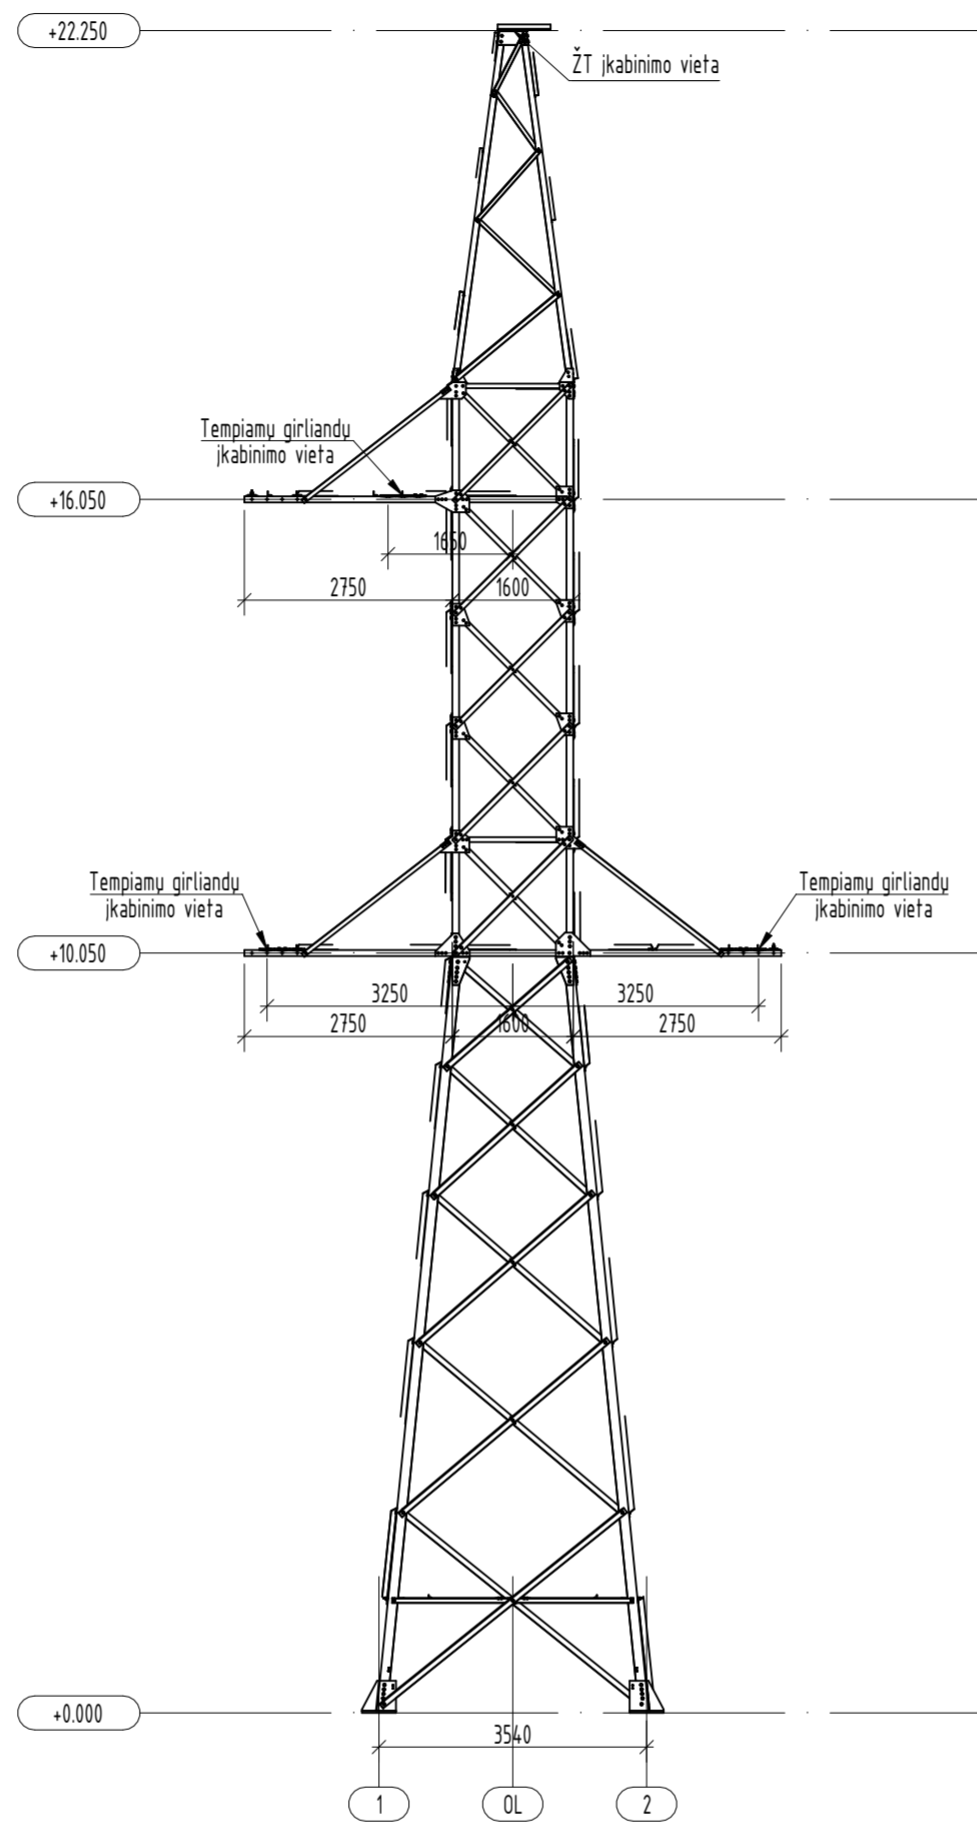 +22.250
ŽT įkabinimo vieta
Tempiamų girliandų
įkabinimo vieta
+16.050
1650
2750
1600
Tempiamų girliandų
įkabinimo vieta
Tempiamų girliandų
įkabinimo vieta
+10.050
3250
3250
2750
1600
2750
+0.000
3540
1
OL
2